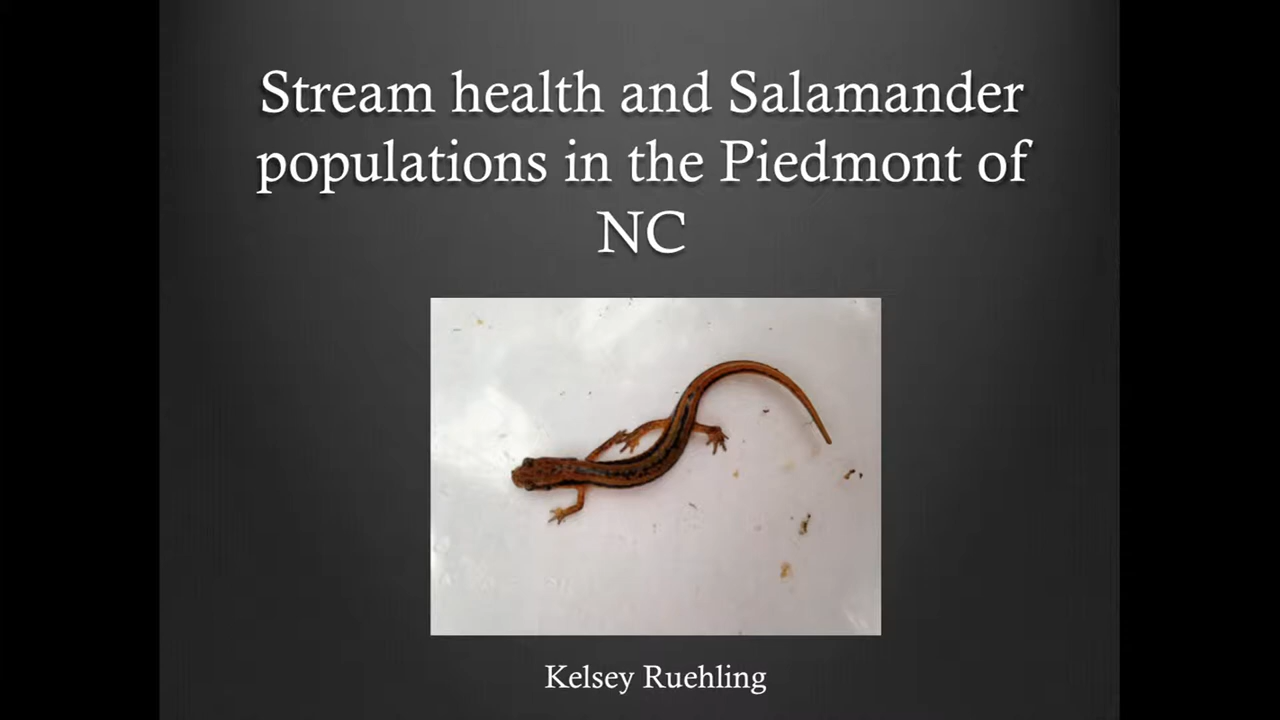 Stream health and Salamander
populations in the Piedmont of
NC
Kelsey Ruehling